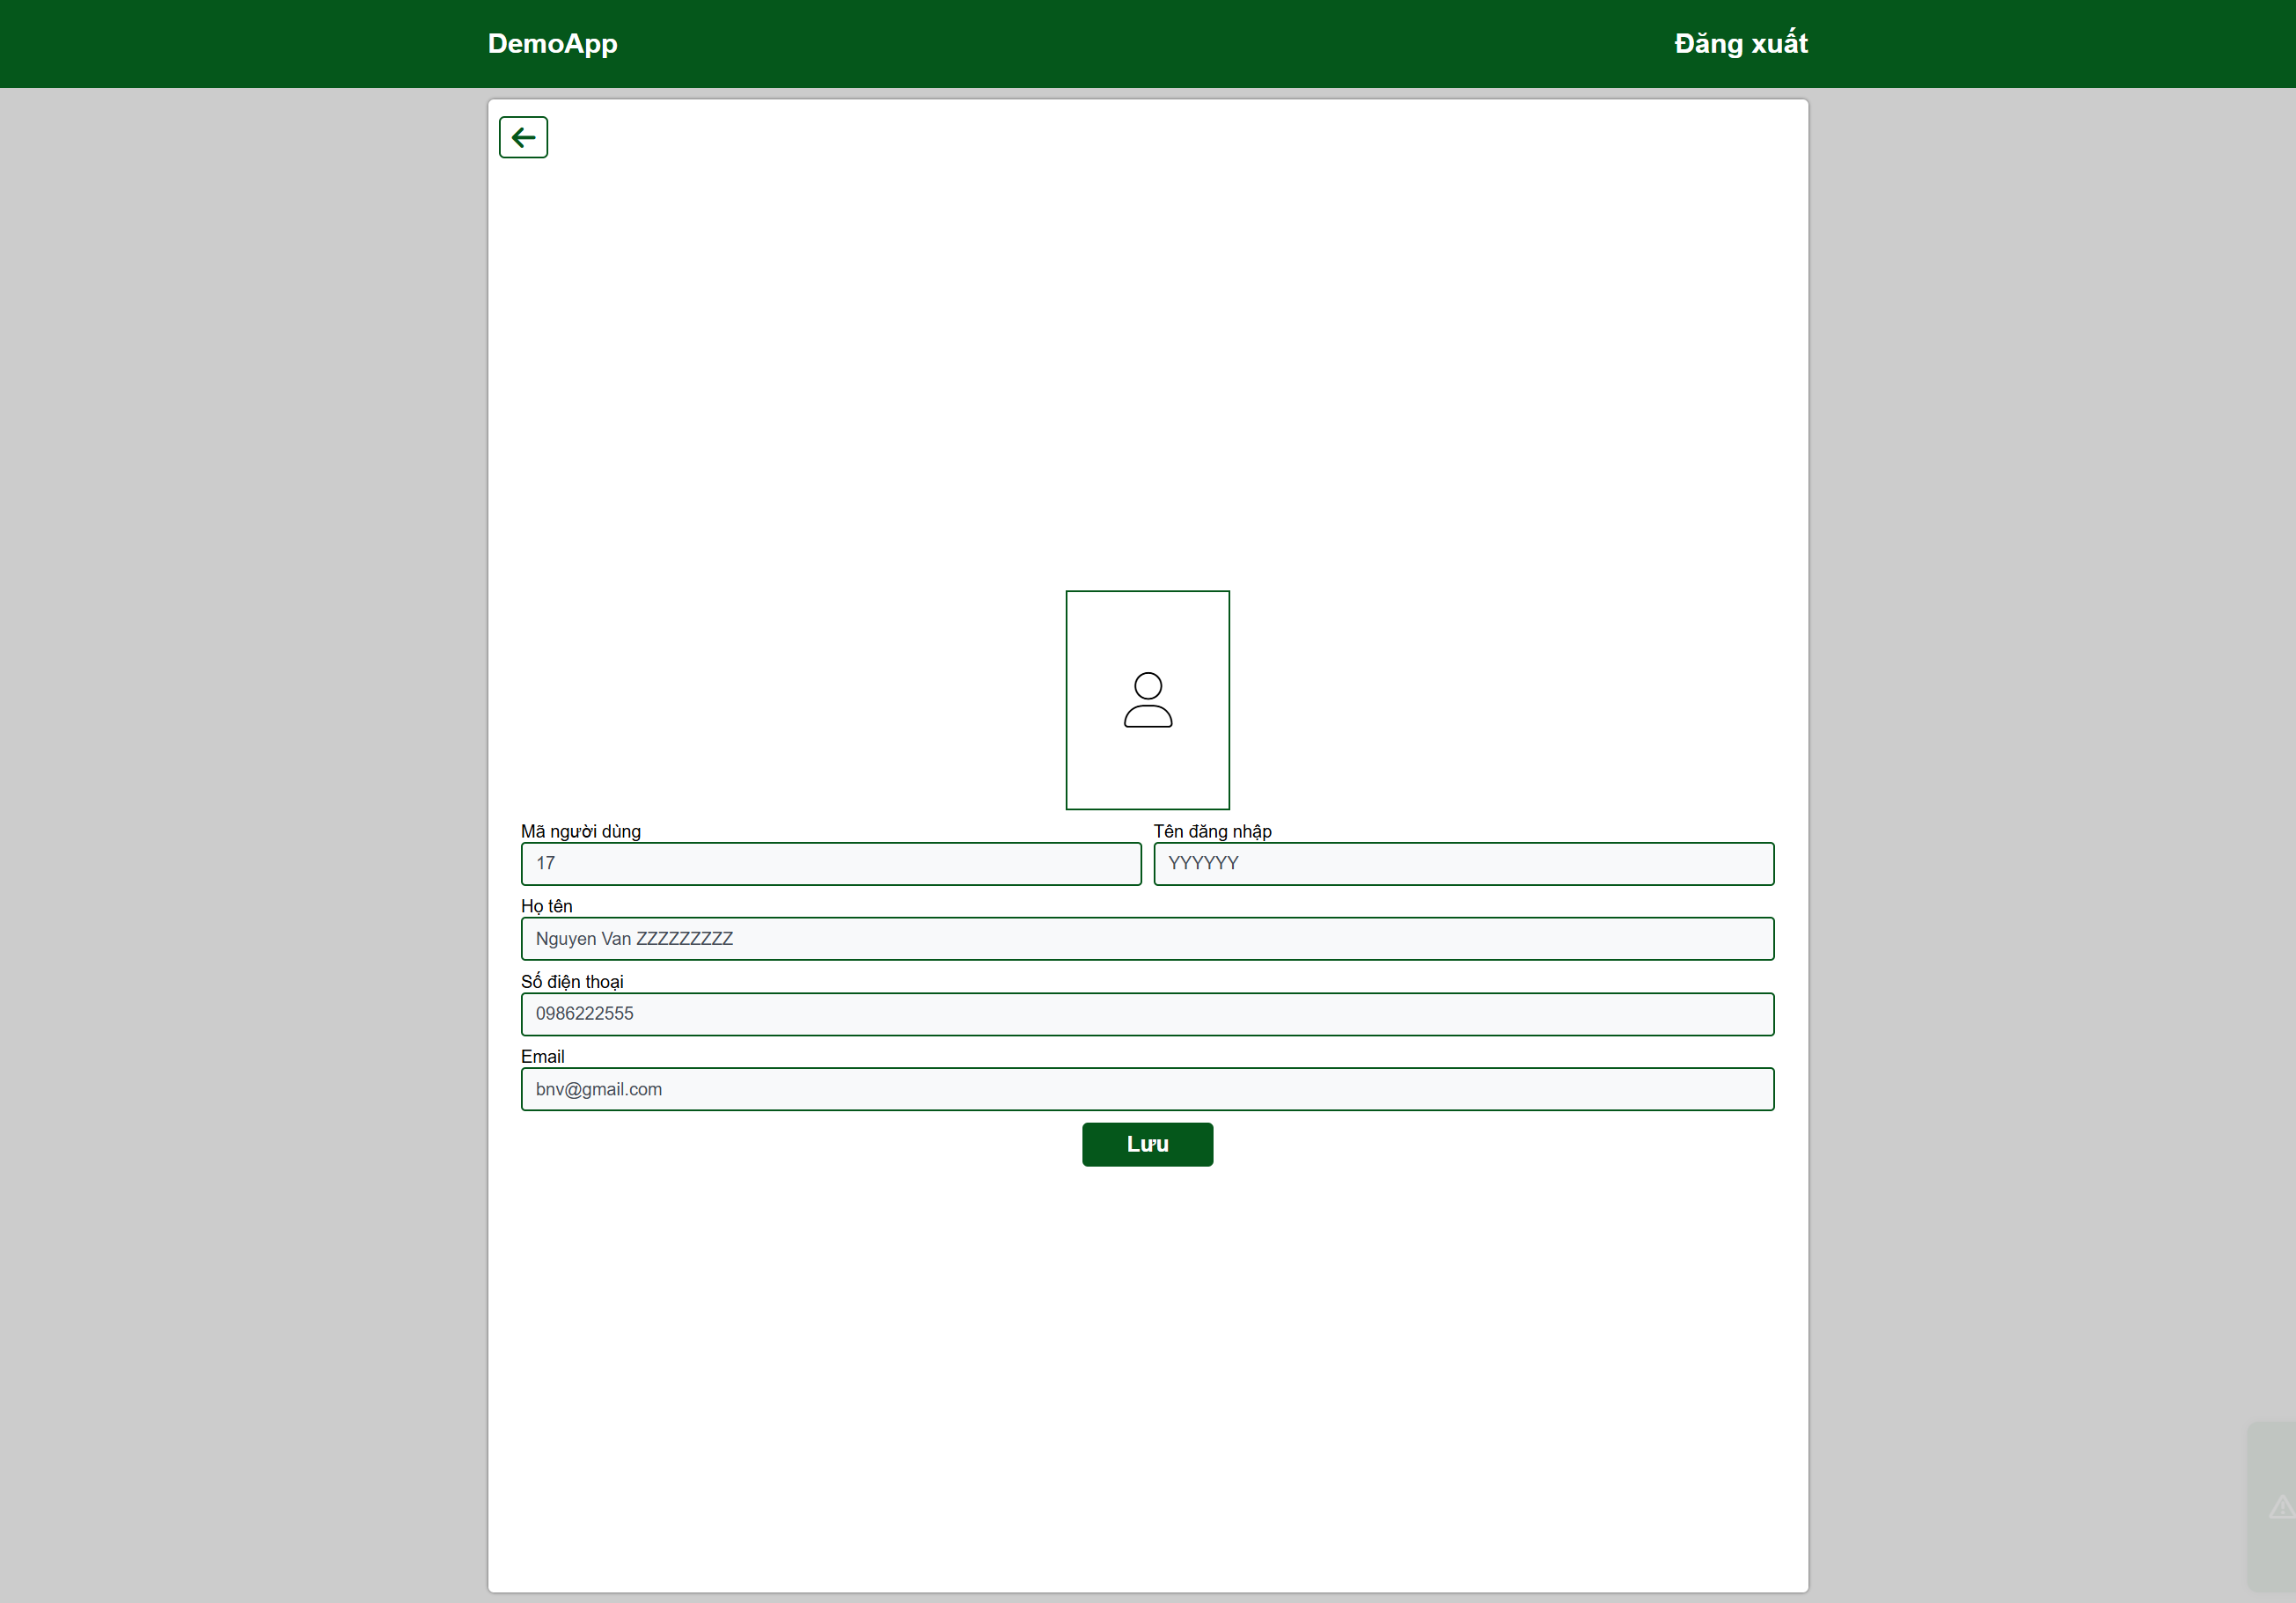 DemoApp
Đăng xuất
Mã người dùng
Tên đăng nhập
17
YYYYYY
Họ tên
Nguyen Van ZZZZZZZZZ
Số điện thoại
0986222555
Email
bnv@gmail.com
Lưu